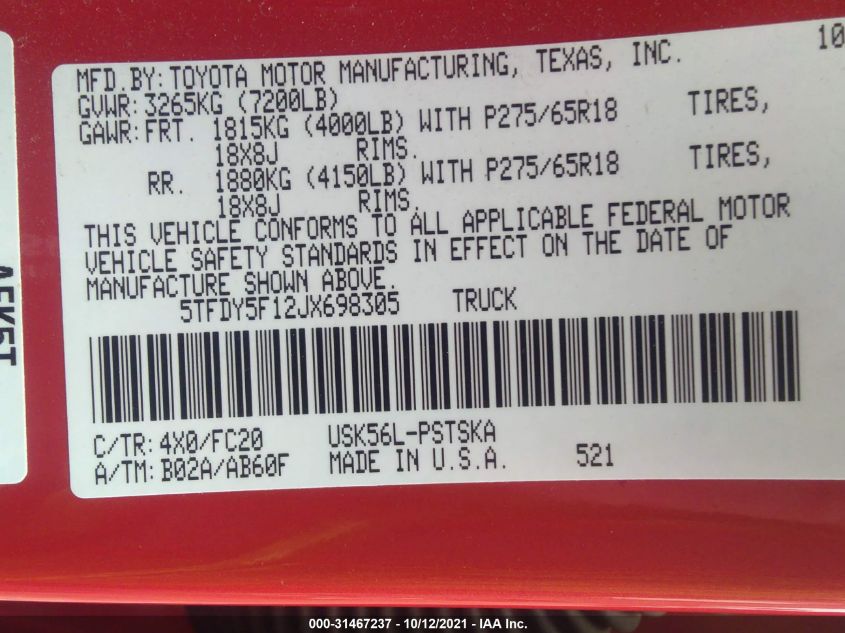 MFD.BY: TOYOTA MOTOR MANUFACTURING, TEXAS, INC. 10
GVWR: 3265KG (7200LB)
GAWR: FRT. 1815KG (4000LB) WITH P275/65R18 TIRES,
18X8J RIMS.
RR. 1880KG (4150LB) WITH P275/65R18 TIRES,
18X8J RIMS.
THIS VEHICLE CONFORMS TO ALL APPLICABLE FEDERAL MOTOR
VEHICLE SAFETY STANDARDS IN EFFECT ON THE DATE OF
MANUFACTURE SHOWN ABOVE.
5TFDY5F12JX698305 TRUCK
C/TR: 4X0/FC20 USK56L-PSTSKA
A/TM: B02A/AB60F MADE IN U.S.A. 521
000-31467237 - 10/12/2021 - IAA Inc.